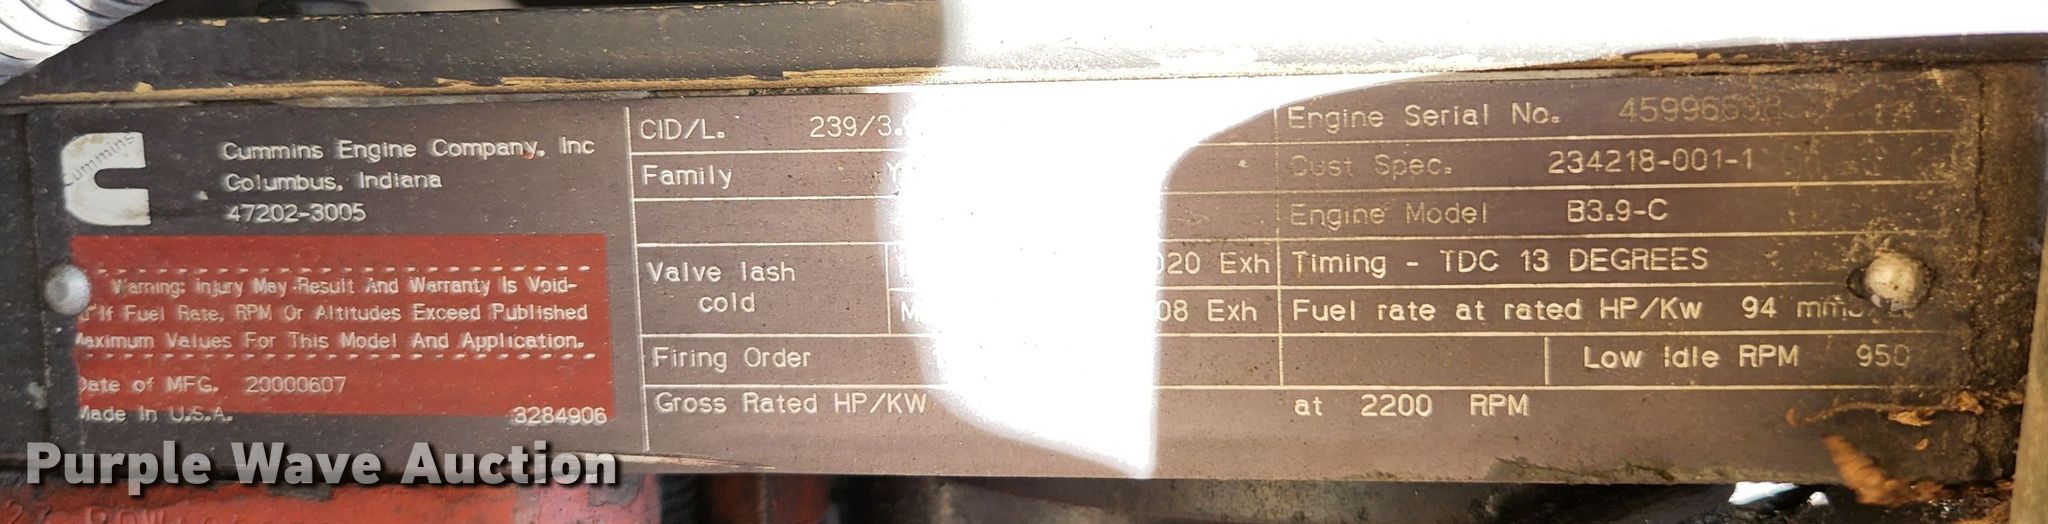 Cummins
Cummins Engine Company, Inc
Columbus, Indiana
47202-3005
Warning: Injury May Result And Warranty Is Void-
If Fuel Rate, RPM Or Altitudes Exceed Published
Maximum Values For This Model And Application.
Date of MFG. 20000607
Made In U.S.A. 3284906
CID/L. 239/3.
Family
Valve lash
cold
020 Exh
08 Exh
Firing Order
Gross Rated HP/KW at 2200 RPM
Engine Serial No.
Cust Spec. 234218-001-1
Engine Model B3.9-C
Timing - TDC 13 DEGREES
Fuel rate at rated HP/Kw 94
Low Idle RPM 950
Purple Wave Auction